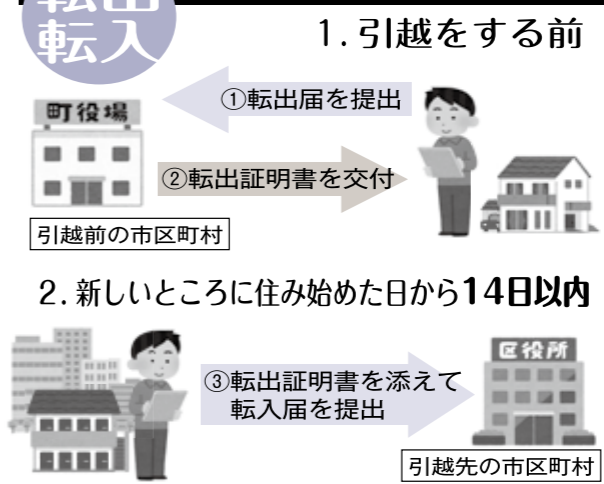 転出
転入
1. 引越をする前
町役場
①転出届を提出
②転出証明書を交付
引越前の市区町村
2. 新しいところに住み始めた日から14日以内
区役所
③転出証明書を添えて
転入届を提出
引越先の市区町村